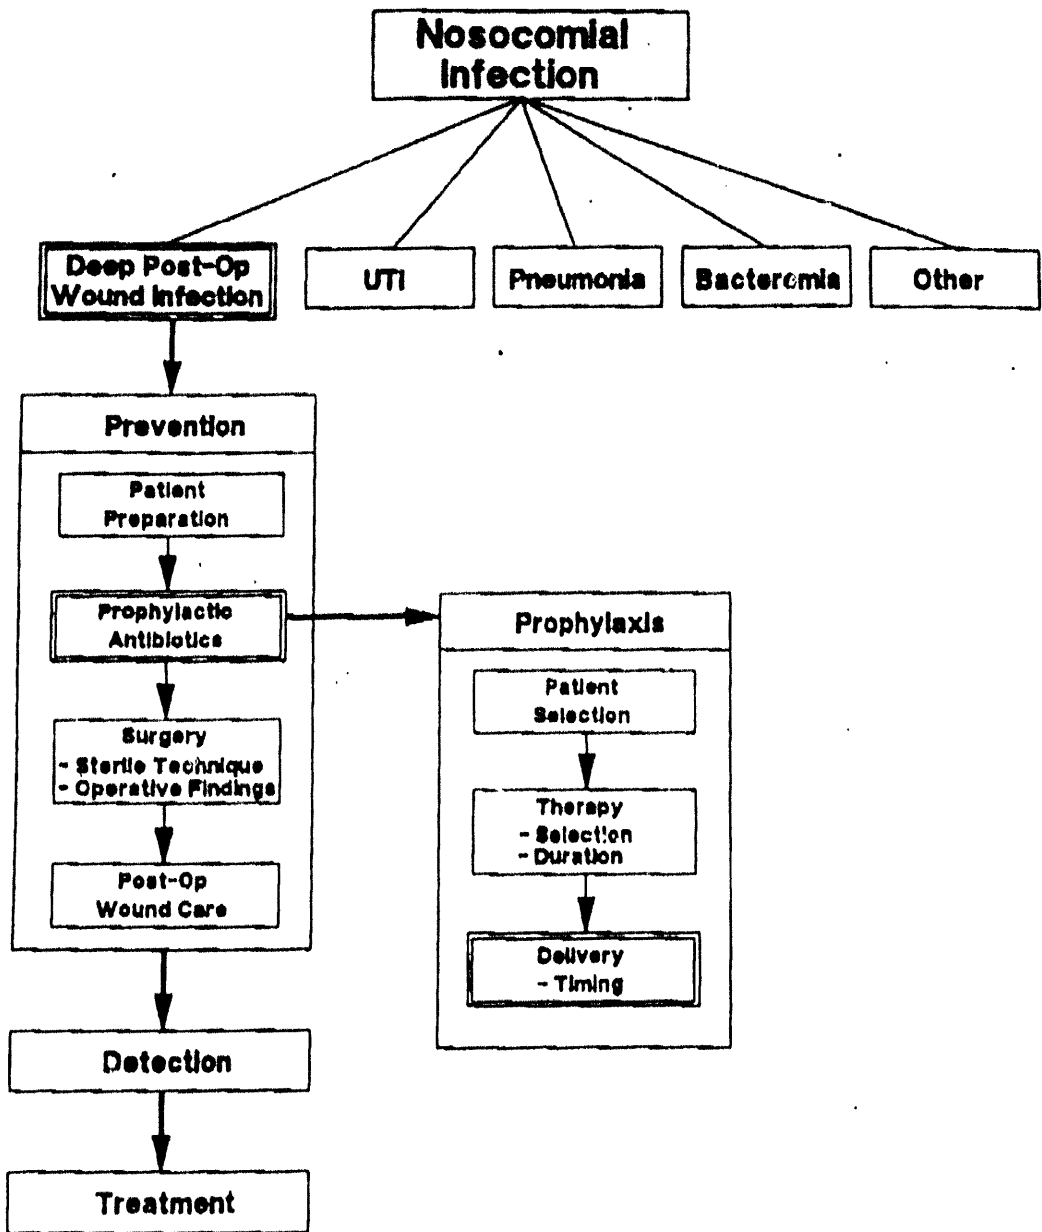 Nosocomial
Infection
Deep Post-Op
Wound Infection
UTI
Pneumonia
Bacteremia
Other
Prevention
Patient
Preparation
Prophylactic
Antibiotics
Surgery
- Sterile Technique
- Operative Findings
Post-Op
Wound Care
Detection
Treatment
Prophylaxis
Patient
Selection
Therapy
- Selection
- Duration
Delivery
- Timing